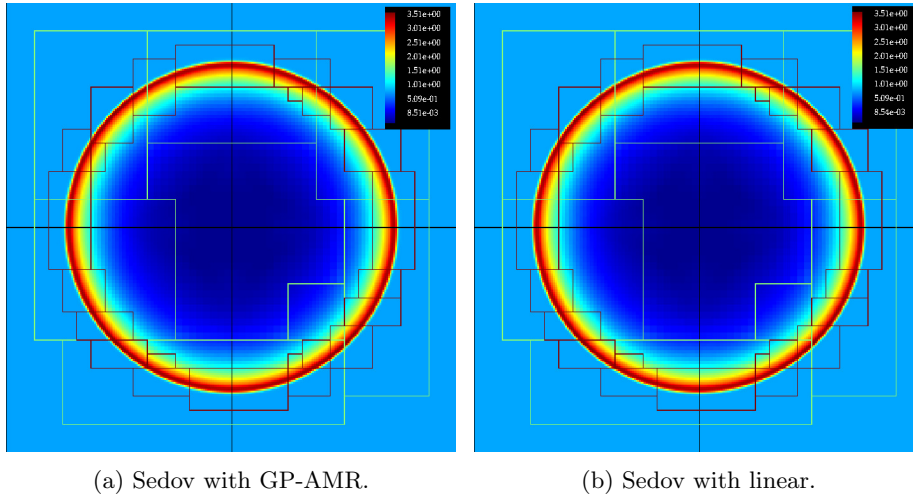 3.51e+00
3.01e+00
2.51e+00
2.01e+00
1.51e+00
1.01e+00
5.09e-01
8.51e-03
3.51e+00
3.01e+00
2.51e+00
2.01e+00
1.51e+00
1.01e+00
5.09e-01
8.54e-03
(a) Sedov with GP-AMR.
(b) Sedov with linear.